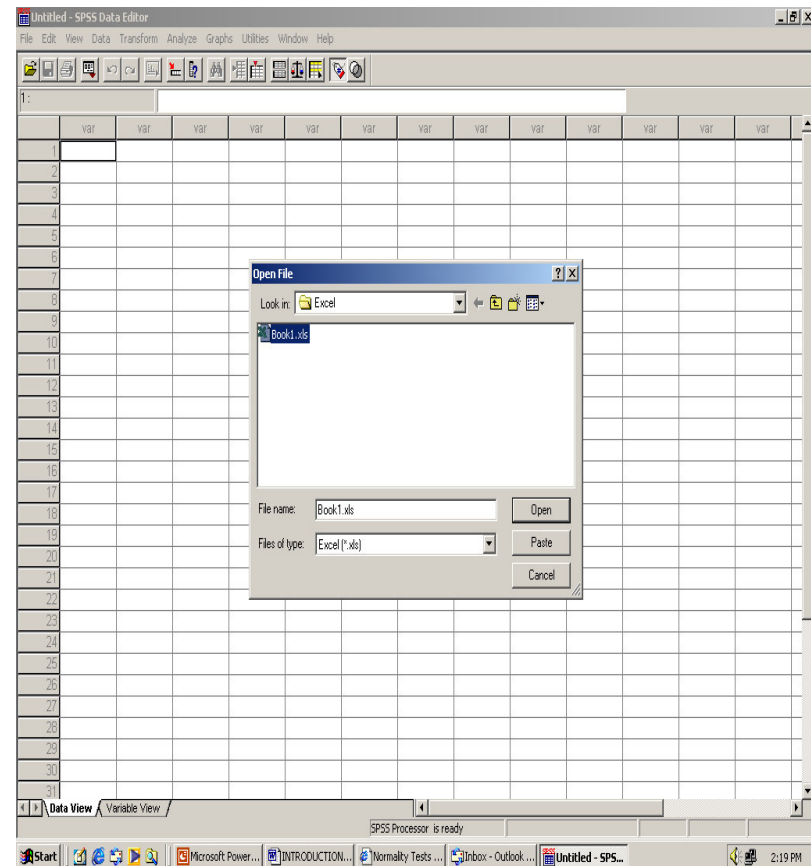 Untitled - SPSS Data Editor
File Edit View Data Transform Analyze Graphs Utilities Window Help
1:
var var var var var var var var var var var var var
1
2
3
4
5
6
7
8
9
10
11
12
13
14
15
16
17
18
19
20
21
22
23
24
25
26
27
28
29
30
31
Open File
Look in: Excel
Book1.xls
File name: Book1.xls Open
Files of type: Excel (*.xls) Paste
Cancel
Data View Variable View
SPSS Processor is ready
Start Microsoft Power... INTRODUCTION... Normality Tests ... Inbox - Outlook ... Untitled - SPS... 2:19 PM